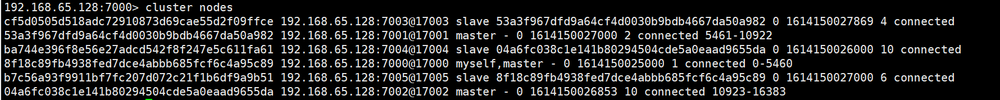 192.168.65.128:7000> cluster nodes
cf5d0505d518adc72910873d69cae55d2f09ffce 192.168.65.128:7003@17003 slave 53a3f967dfd9a64cf4d0030b9bdb4667da50a982 0 1614150027869 4 connected
53a3f967dfd9a64cf4d0030b9bdb4667da50a982 192.168.65.128:7001@17001 master - 0 1614150027000 2 connected 5461-10922
ba744e396f8e56e27adcd542f8f247e5c611fa61 192.168.65.128:7004@17004 slave 04a6fc038c1e141b80294504cde5a0eaad9655da 0 1614150026000 10 connected
8f18c89fb4938fed7dce4abbb685fcf6c4a95c89 192.168.65.128:7000@17000 myself,master - 0 1614150025000 1 connected 0-5460
b7c56a93f9911bf7fc207d072c21f1b6df9a9b51 192.168.65.128:7005@17005 slave 8f18c89fb4938fed7dce4abbb685fcf6c4a95c89 0 1614150027000 6 connected
04a6fc038c1e141b80294504cde5a0eaad9655da 192.168.65.128:7002@17002 master - 0 1614150026853 10 connected 10923-16383